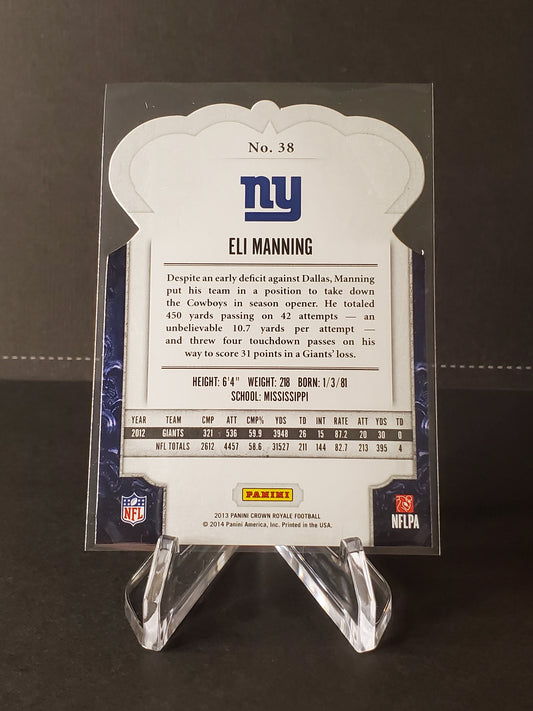 No. 38
ny
ELI MANNING
Despite an early deficit against Dallas, Manning
put his team in a position to take down
the Cowboys in season opener. He totaled
450 yards passing on 42 attempts — an
unbelievable 10.7 yards per attempt —
and threw four touchdown passes on his
way to score 31 points in a Giants' loss.
HEIGHT: 6'4" WEIGHT: 218 BORN: 1/3/81
SCHOOL: MISSISSIPPI
YEAR TEAM CMP ATT CMP% YDS TD INT RATE ATT YDS TD
2012 GIANTS 321 536 59.9 3948 26 15 87.2 20 30 0
NFL TOTALS 2612 4457 58.6 31527 211 144 82.7 213 395 4
PANINI
NFL
NFLPA
2013 PANINI CROWN ROYALE FOOTBALL
© 2014 Panini America, Inc. Printed in the USA.